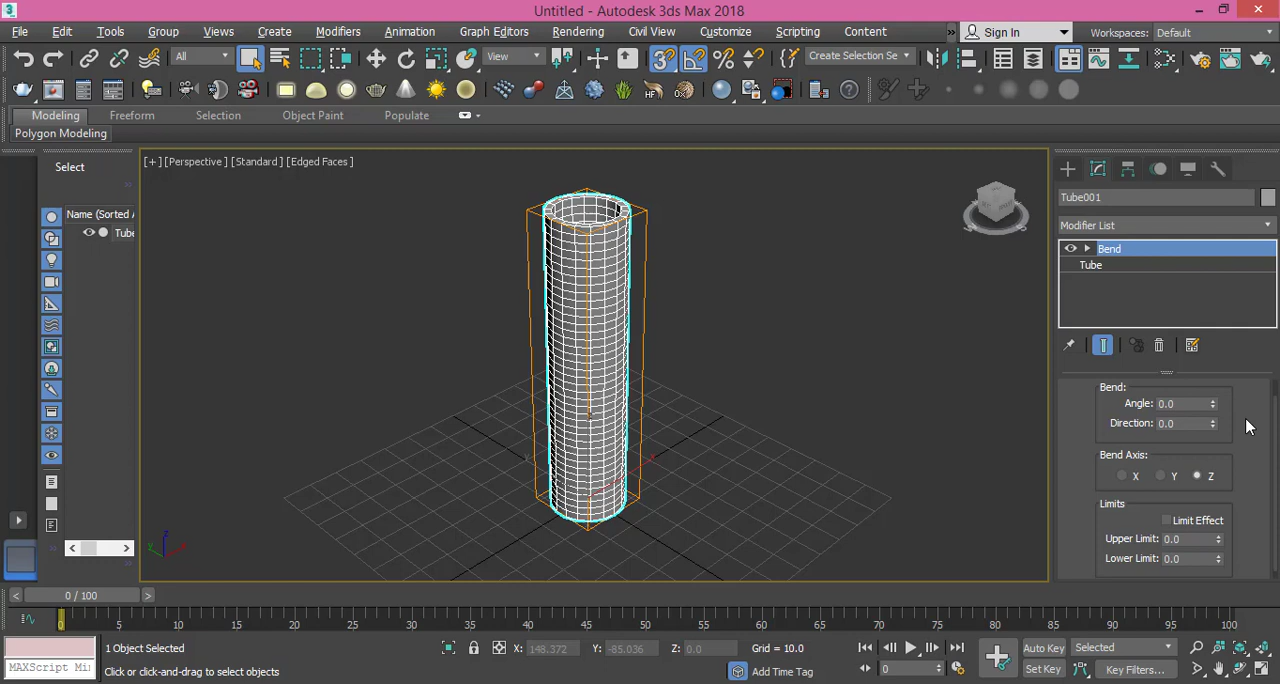 Untitled - Autodesk 3ds Max 2018
File Edit Tools Group Views Create Modifiers Animation Graph Editors Rendering Civil View Customize Scripting Content » Sign In Workspaces: Default
All View Create Selection Se
Modeling Freeform Selection Object Paint Populate
Polygon Modeling
Select
[+] [Perspective] [Standard] [Edged Faces]
Name (Sorted A
Tube
Tube001
Modifier List
Bend
Tube
Bend:
Angle: 0.0
Direction: 0.0
Bend Axis:
X Y Z
Limits
Limit Effect
Upper Limit: 0.0
Lower Limit: 0.0
< 0 / 100 >
0 5 10 15 20 25 30 35 40 45 50 55 60 65 70 75 80 85 90 95 100
1 Object Selected X: 148.372 Y: -85.036 Z: 0.0 Grid = 10.0 Auto Key Selected
MAXScript Mi Click or click-and-drag to select objects Add Time Tag 0 Set Key Key Filters...